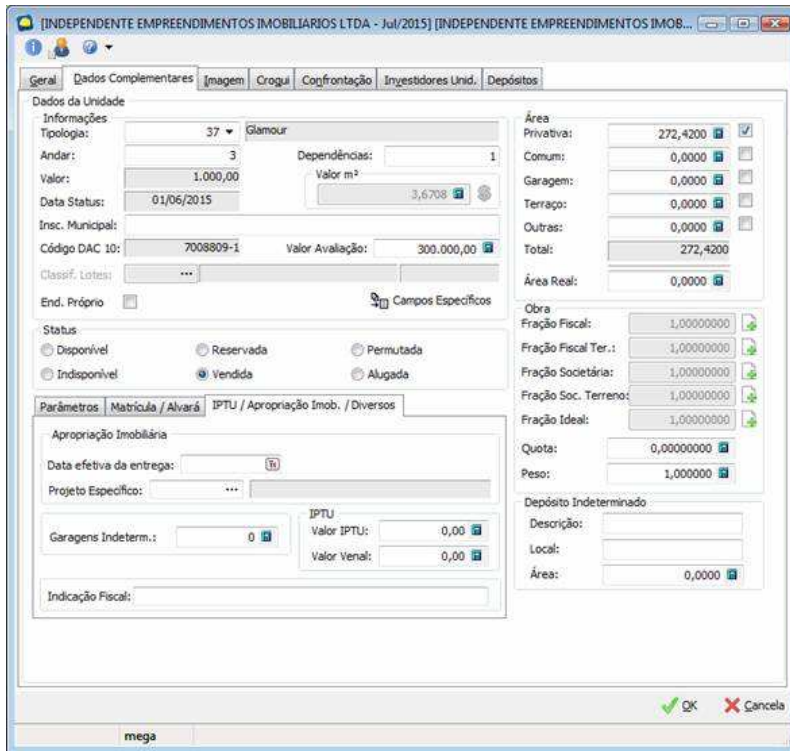 [INDEPENDENTE EMPREENDIMENTOS IMOBILIARIOS LTDA - Jul/2015] [INDEPENDENTE EMPREENDIMENTOS IMOB...
Geral Dados Complementares Imagem Croqui Confrontação Investidores Unid. Depósitos
Dados da Unidade
Informações
Tipologia: 37 Glamour
Andar: 3 Dependências: 1
Valor: 1.000,00 Valor m²
3,6708
Data Status: 01/06/2015
Insc. Municipal:
Código DAC 10: 7008809-1 Valor Avaliação: 300.000,00
Classif. Lotes: ...
End. Próprio Campos Específicos
Status
Disponível Reservada Permutada
Indisponível Vendida Alugada
Parâmetros Matrícula / Alvará IPTU / Apropriação Imob. / Diversos
Apropriação Imobiliária
Data efetiva da entrega:
Projeto Específico: ...
Garagens Indeterm.: 0
IPTU
Valor IPTU: 0,00
Valor Venal: 0,00
Indicação Fiscal:
Área
Privativa: 272,4200
Comum: 0,0000
Garagem: 0,0000
Terraço: 0,0000
Outras: 0,0000
Total: 272,4200
Área Real: 0,0000
Obra
Fração Fiscal: 1,00000000
Fração Fiscal Ter.: 1,00000000
Fração Societária: 1,00000000
Fração Soc. Terreno: 1,00000000
Fração Ideal: 1,00000000
Quota: 0,00000000
Peso: 1,000000
Depósito Indeterminado
Descrição:
Local:
Área: 0,0000
OK Cancela
mega